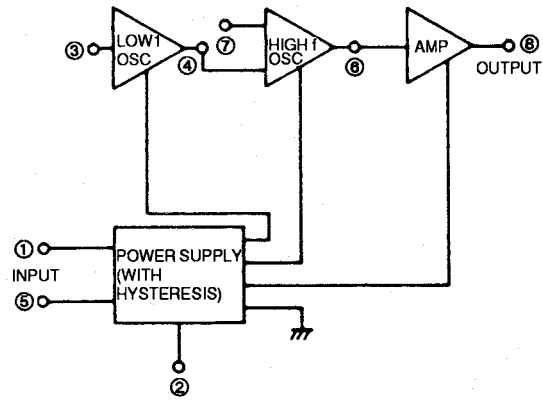 ③ LOW1 OSC
④
⑦
HIGH f OSC
⑥
AMP
⑧
OUTPUT
①
INPUT
⑤
POWER SUPPLY
(WITH
HYSTERESIS)
②